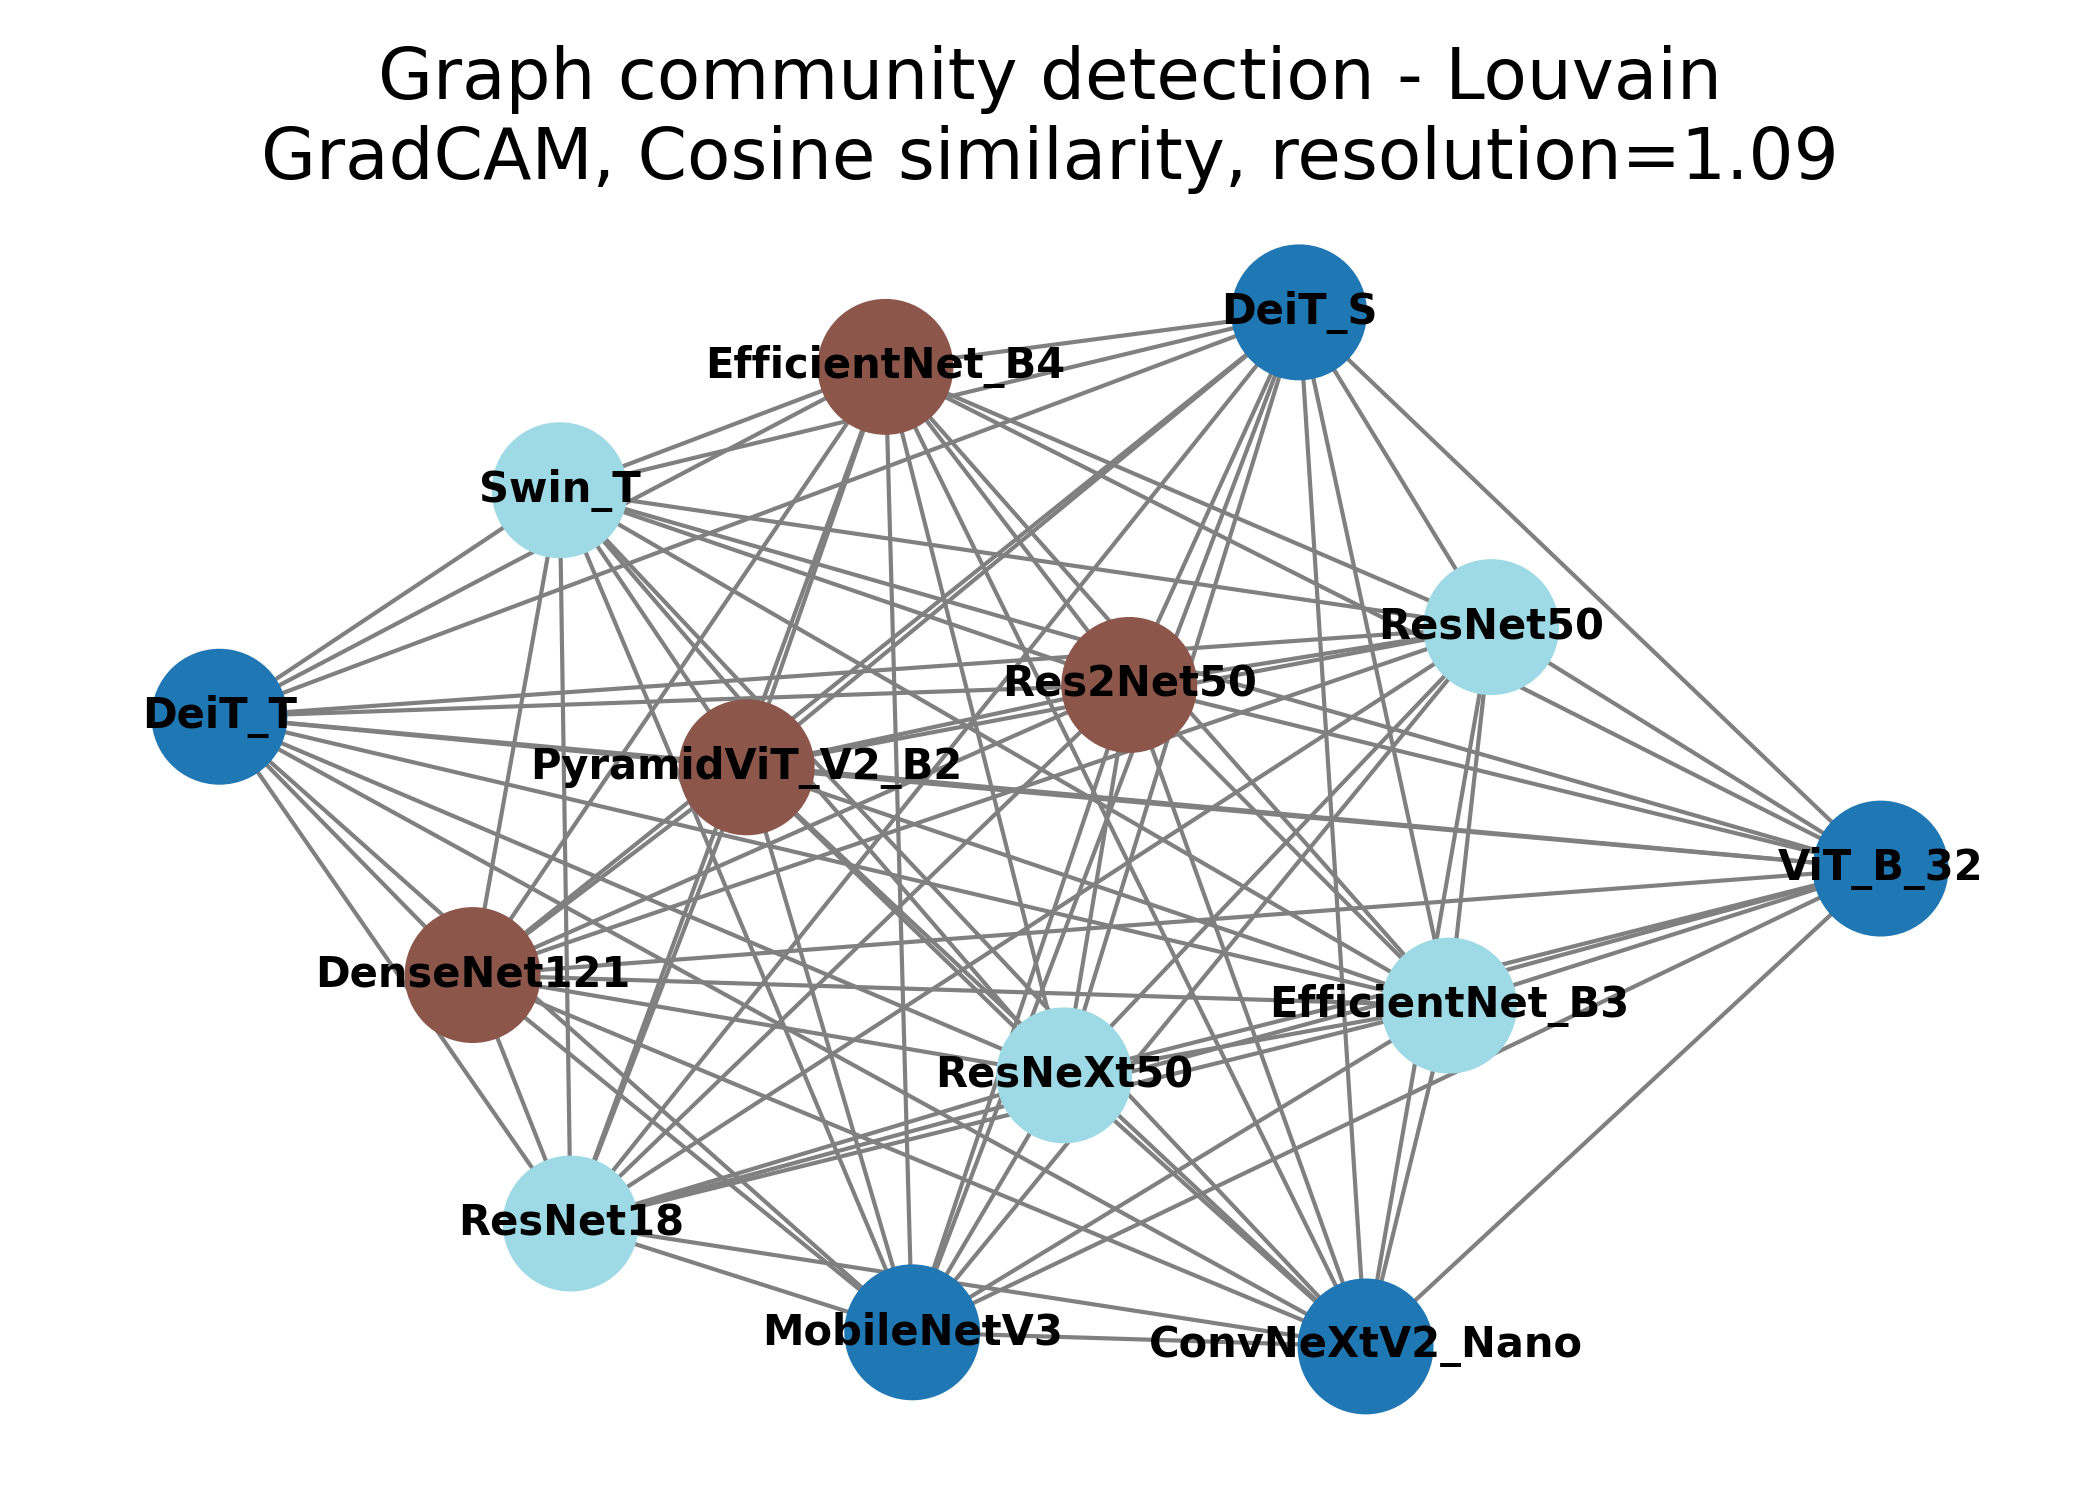 Graph community detection - Louvain
GradCAM, Cosine similarity, resolution=1.09
DeiT_S
EfficientNet_B4
Swin_T
ResNet50
Res2Net50
DeiT_T
PyramidViT_V2_B2
ViT_B_32
DenseNet121
EfficientNet_B3
ResNeXt50
ResNet18
MobileNetV3
ConvNeXtV2_Nano